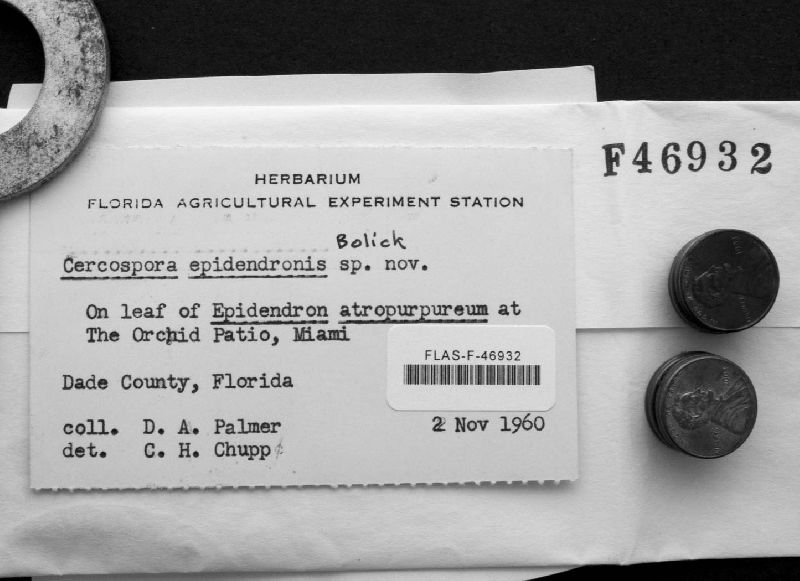 F46932
HERBARIUM
FLORIDA AGRICULTURAL EXPERIMENT STATION
Bolick
Cercospora epidendronis sp. nov.
On leaf of Epidendron atropurpureum at
The Orchid Patio, Miami
FLAS-F-46932
Dade County, Florida
2 Nov 1960
coll. D. A. Palmer
det. C. H. Chupp